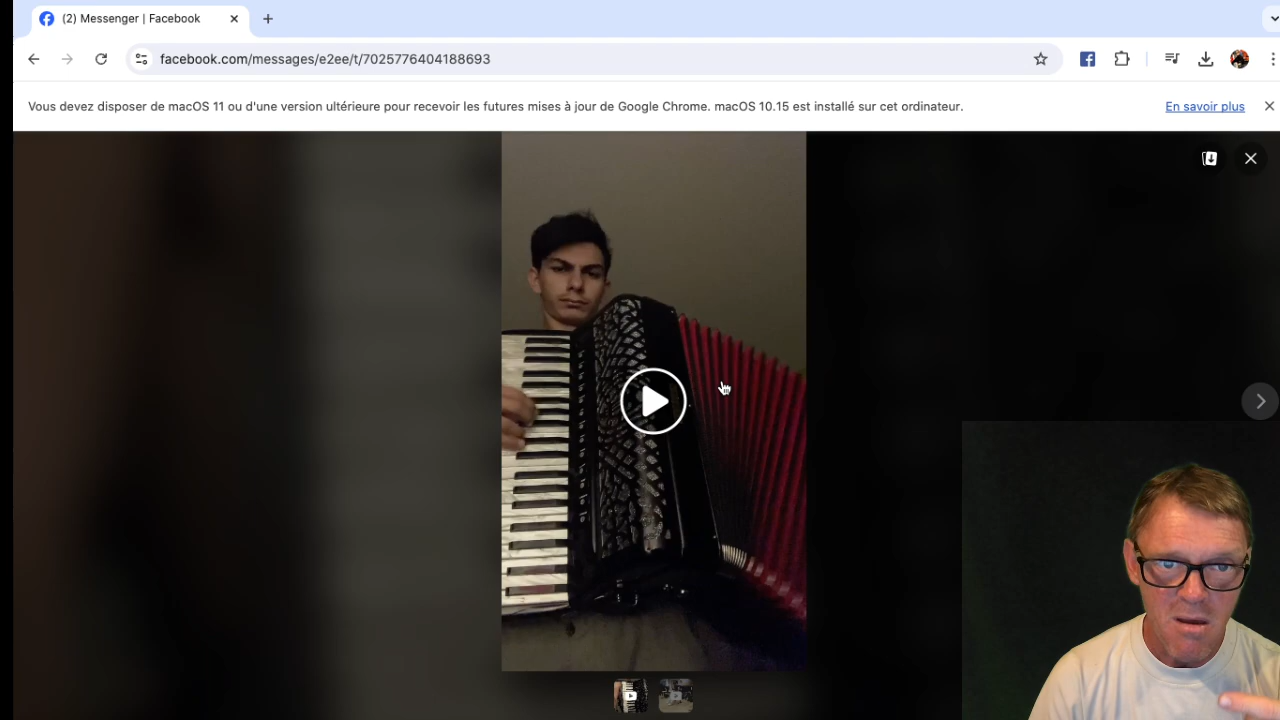 (2) Messenger | Facebook
facebook.com/messages/e2ee/t/7025776404188693
Vous devez disposer de macOS 11 ou d'une version ultérieure pour recevoir les futures mises à jour de Google Chrome. macOS 10.15 est installé sur cet ordinateur.
En savoir plus